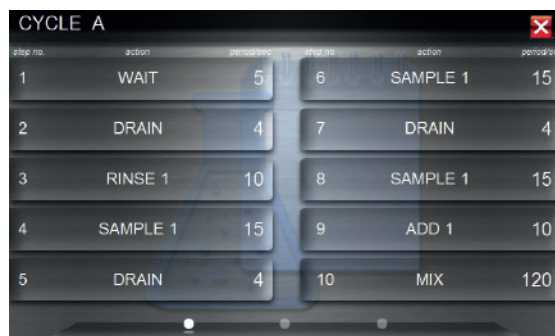 CYCLE A
step no. action period/sec step no. action
1 WAIT 5 6 SAMPLE 1 15
2 DRAIN 4 7 DRAIN 4
3 RINSE 1 10 8 SAMPLE 1 15
4 SAMPLE 1 15 9 ADD 1 10
5 DRAIN 4 10 MIX 120